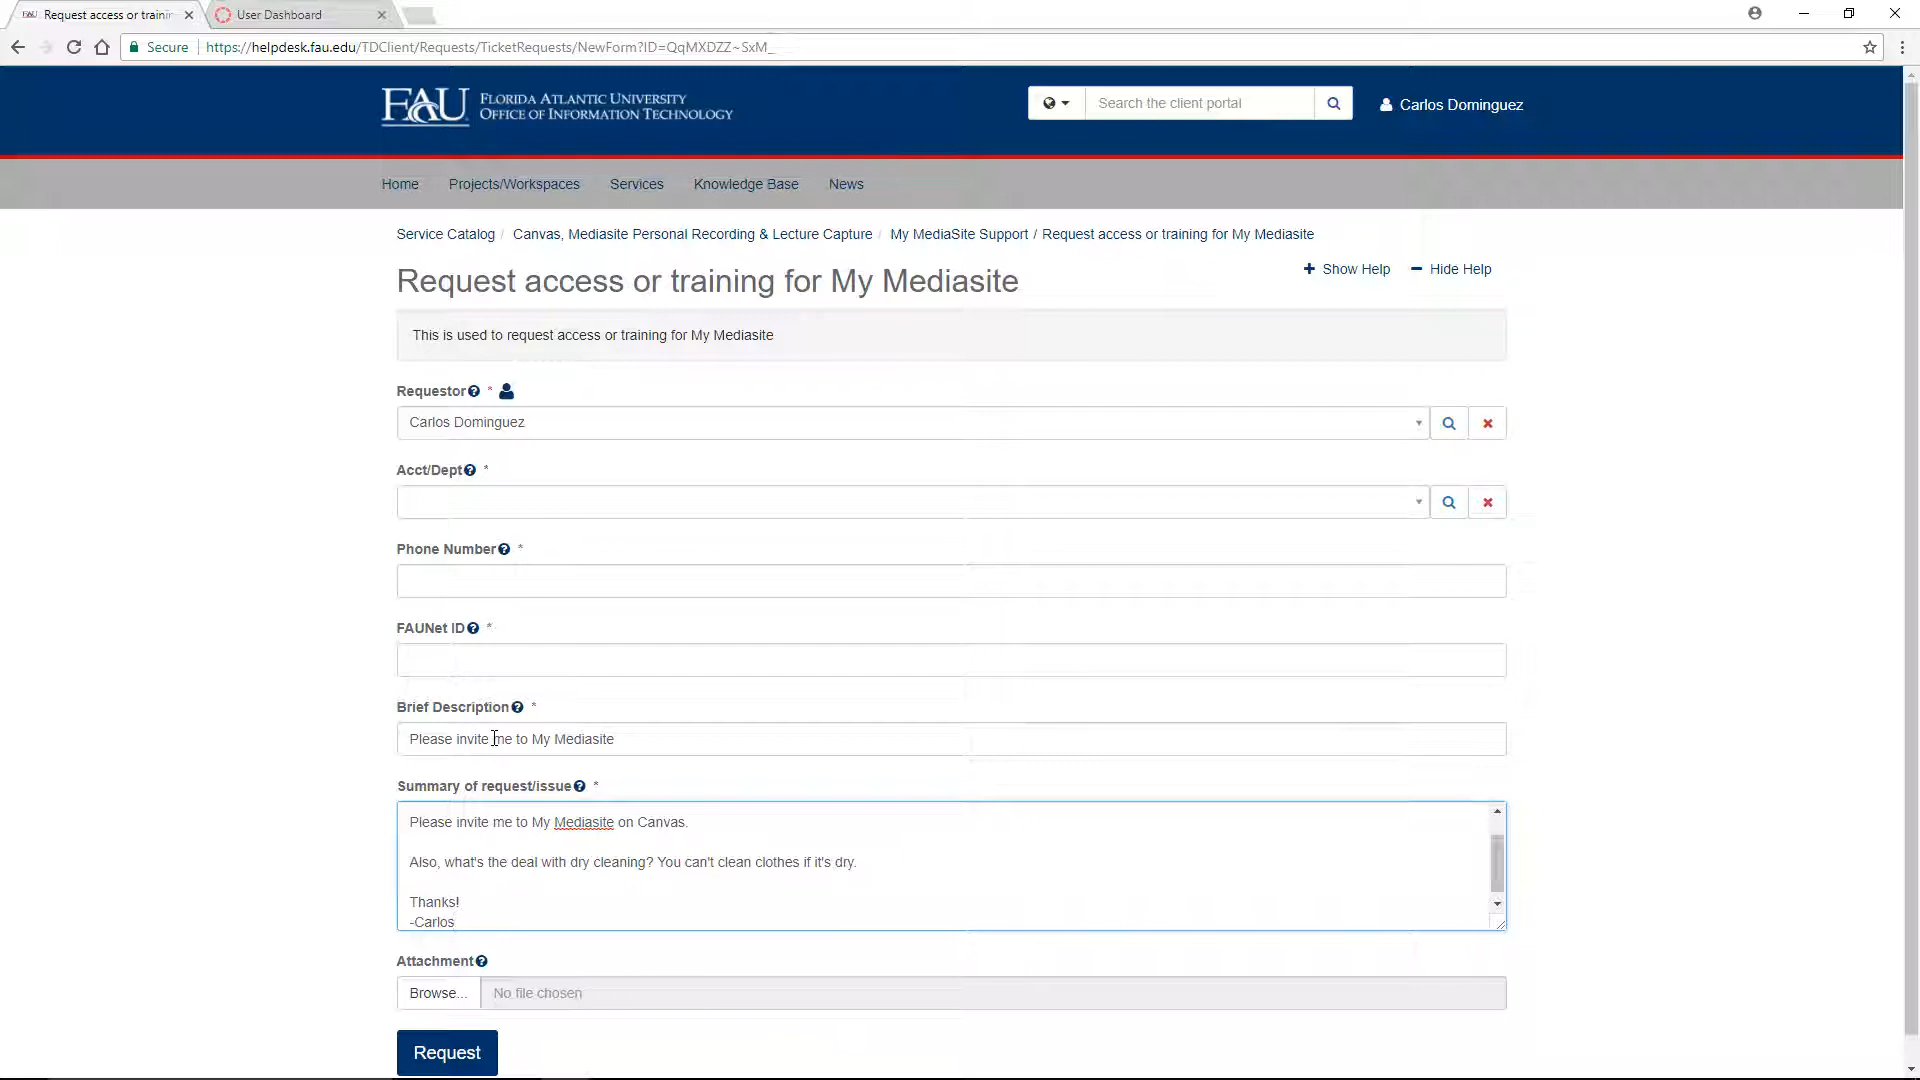 Request access or trainin
User Dashboard
Secure
https://helpdesk.fau.edu/TDClient/Requests/TicketRequests/NewForm?ID=QqMXDZZ~SxM_
FAU FLORIDA ATLANTIC UNIVERSITY
OFFICE OF INFORMATION TECHNOLOGY
Search the client portal
Carlos Dominguez
Home Projects/Workspaces Services Knowledge Base News
Service Catalog / Canvas, Mediasite Personal Recording & Lecture Capture / My MediaSite Support / Request access or training for My Mediasite
Request access or training for My Mediasite
+ Show Help - Hide Help
This is used to request access or training for My Mediasite
Requestor *
Carlos Dominguez
Acct/Dept *
Phone Number *
FAUNet ID *
Brief Description *
Please invite me to My Mediasite
Summary of request/issue *
Please invite me to My Mediasite on Canvas.
Also, what's the deal with dry cleaning? You can't clean clothes if it's dry.
Thanks!
-Carlos
Attachment
Browse... No file chosen
Request